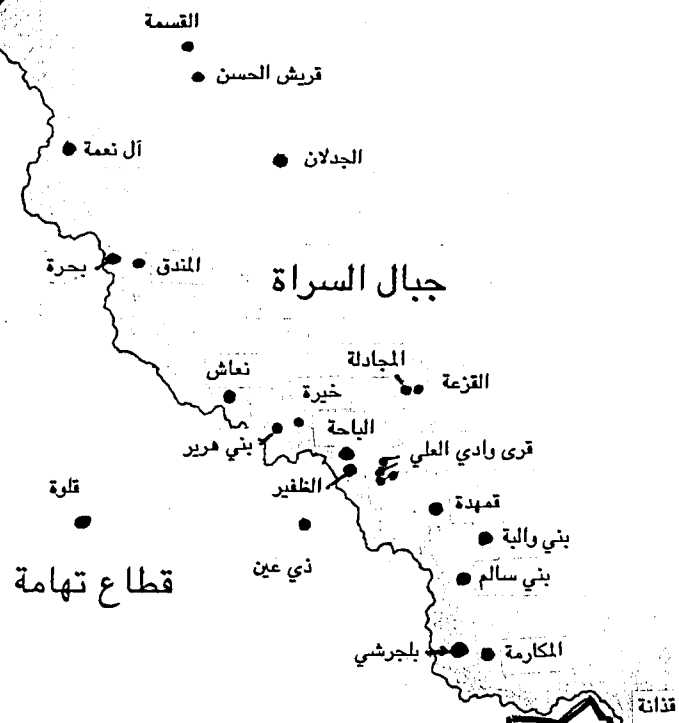 القسمة
قريش الحسن
آل نعمة
الجدلان
المندق
بحرة
جبال السراة
المجادلة
القزعة
نعاش
خيرة
الباحة
بني هرير
قرى وادي العلي
الظفير
قلوة
قمهدة
بني والبة
ذي عين
بني سالم
قطاع تهامة
المكارمة
بلجرشي
قذانة